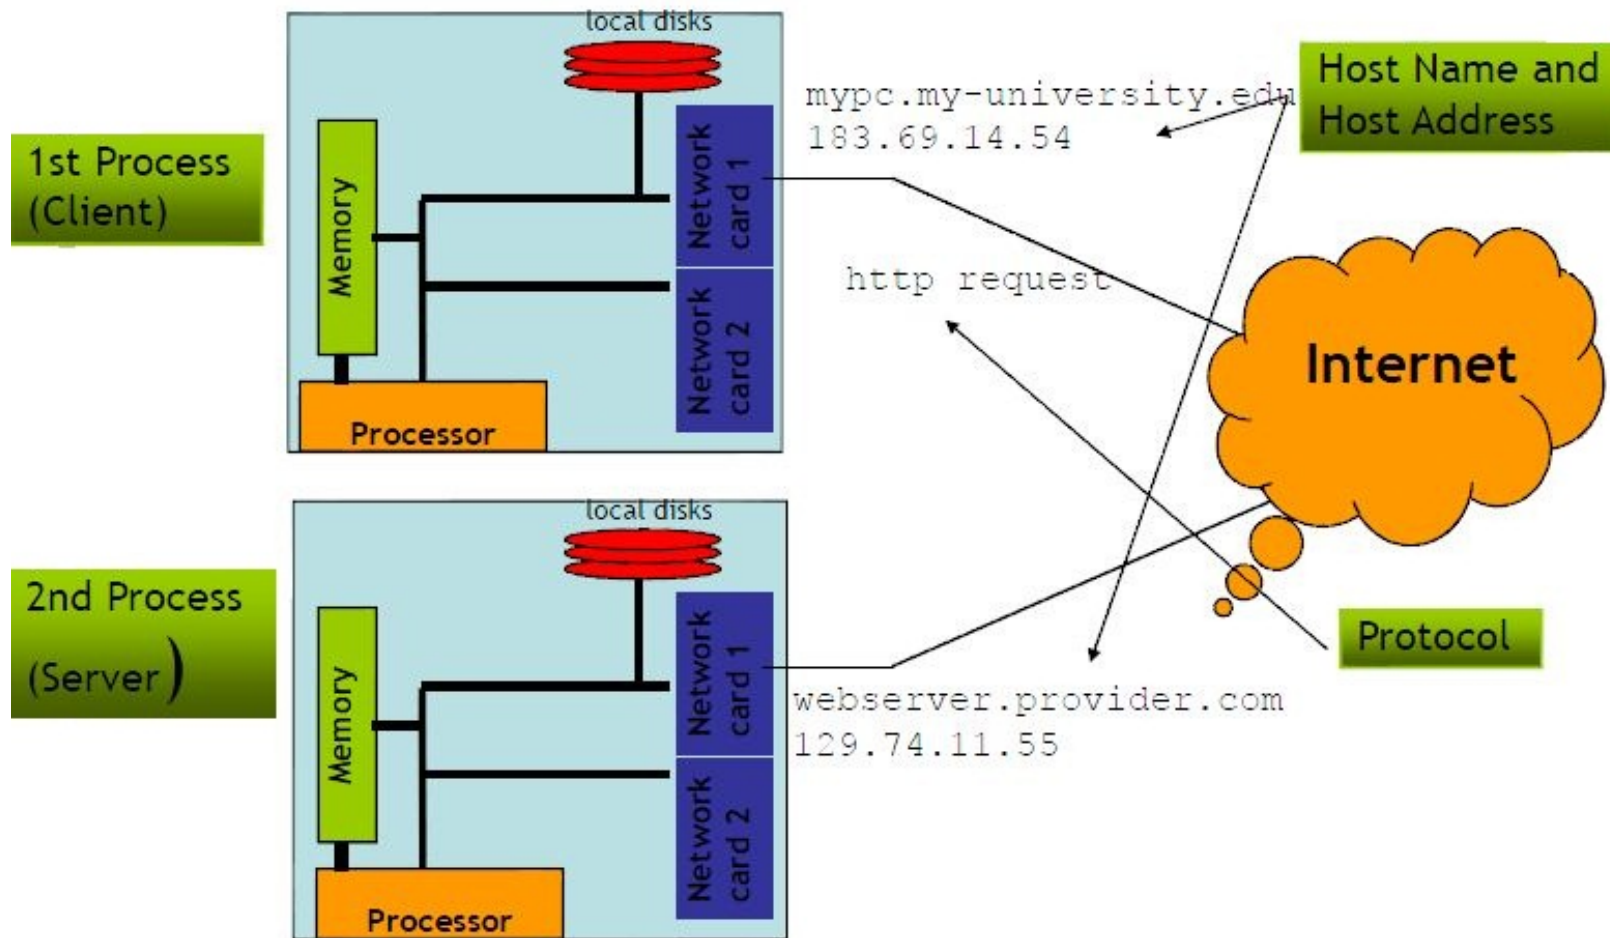 local disks
mypc.my-university.edu
183.69.14.54
Host Name and
Host Address
1st Process
(Client)
Memory
Network
card 1
Network
card 2
Processor
http request
Internet
local disks
2nd Process
(Server)
Memory
Network
card 1
Network
card 2
Processor
webserver.provider.com
129.74.11.55
Protocol